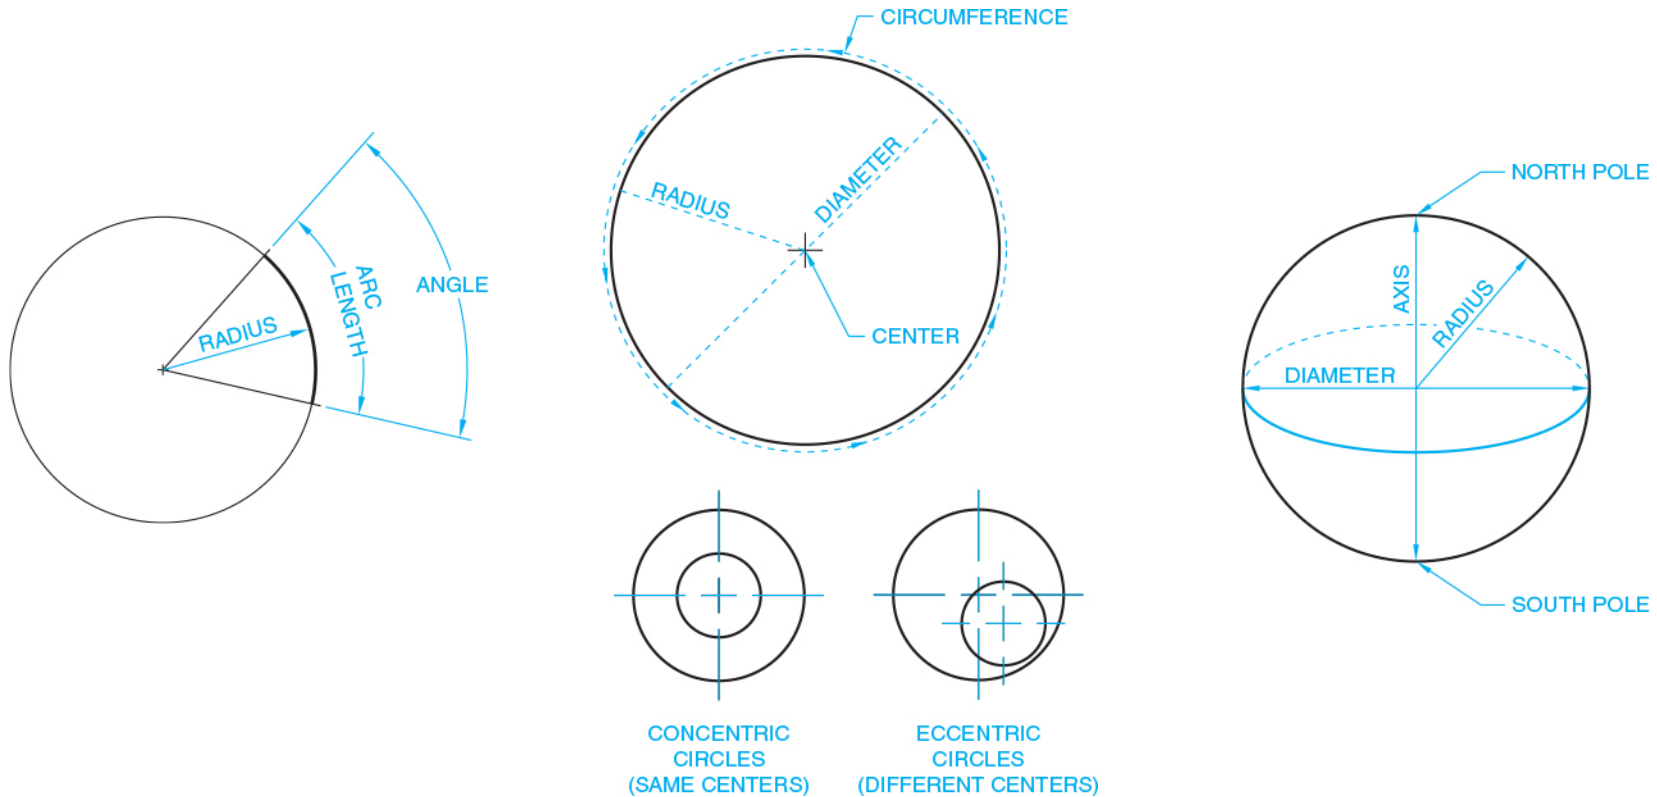 RADIUS
ARC
LENGTH
ANGLE
CIRCUMFERENCE
RADIUS
DIAMETER
CENTER
CONCENTRIC
CIRCLES
(SAME CENTERS)
ECCENTRIC
CIRCLES
(DIFFERENT CENTERS)
NORTH POLE
AXIS
RADIUS
DIAMETER
SOUTH POLE